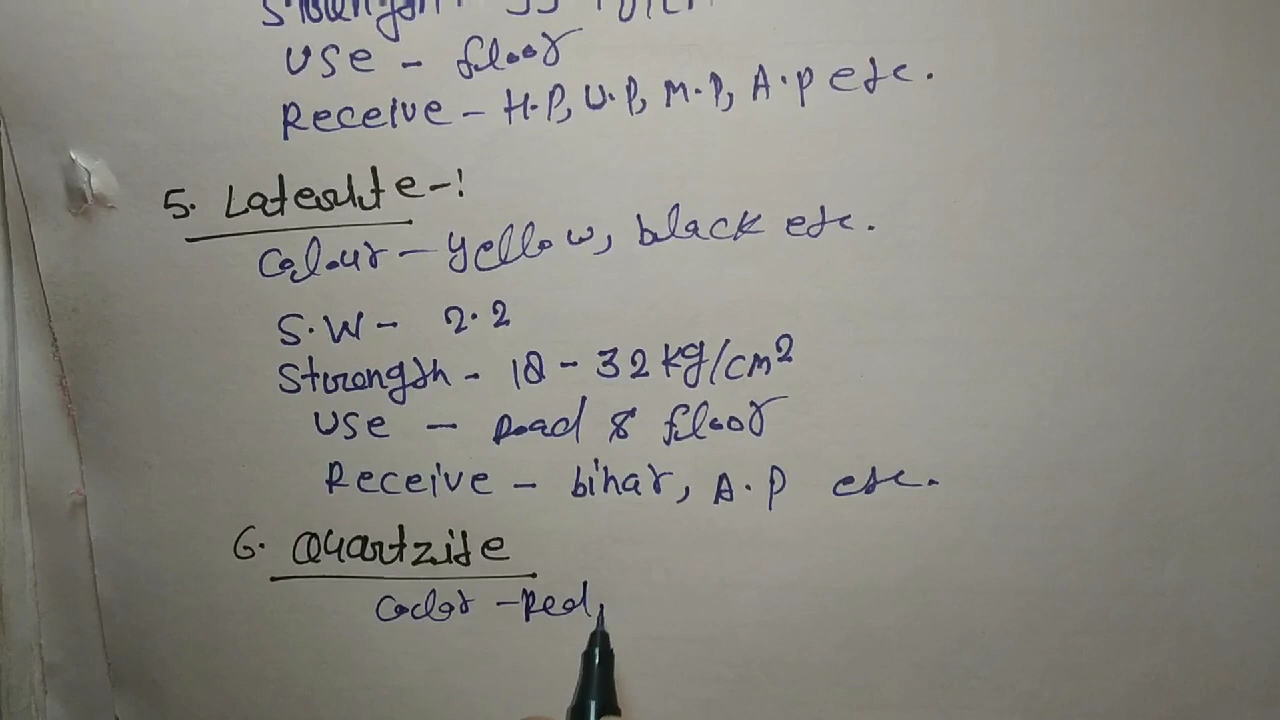 Strength
Use - floor
Receive - H.P, U.P, M.P, A.P etc.
5. Laterite -:
Colour - yellow, black etc.
S.W - 2.2
Strength - 18 - 32 kg/cm²
Use - Road & floor
Receive - bihar, A.P etc.
6. Quartzite
Color - Red,